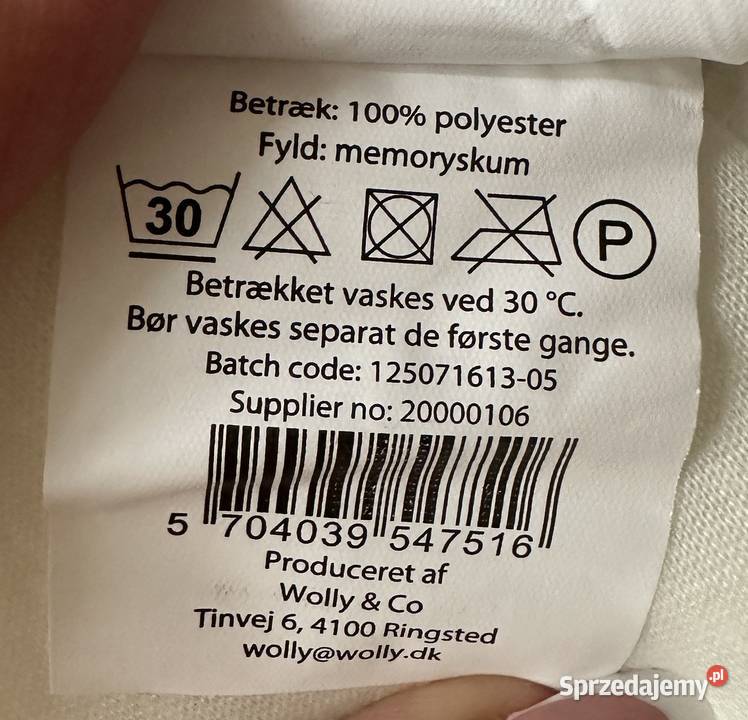 Betræk: 100% polyester
Fyld: memoryskum
30 P
Betrækket vaskes ved 30 °C.
Bør vaskes separat de første gange.
Batch code: 125071613-05
Supplier no: 20000106
5 704039 547516
Produceret af
Wolly & Co
Tinvej 6, 4100 Ringsted
wolly@wolly.dk
Sprzedajemy.pl